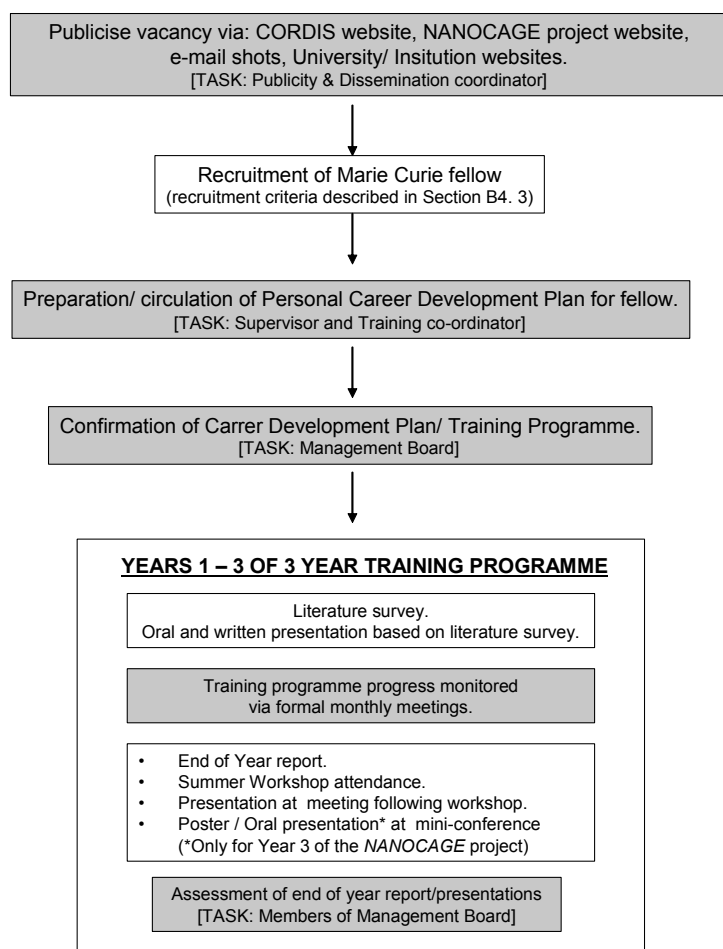 Publicise vacancy via: CORDIS website, NANOCAGE project website,
e-mail shots, University/ Insitution websites.
[TASK: Publicity & Dissemination coordinator]
Recruitment of Marie Curie fellow
(recruitment criteria described in Section B4. 3)
Preparation/ circulation of Personal Career Development Plan for fellow.
[TASK: Supervisor and Training co-ordinator]
Confirmation of Carrer Development Plan/ Training Programme.
[TASK: Management Board]
YEARS 1 – 3 OF 3 YEAR TRAINING PROGRAMME
Literature survey.
Oral and written presentation based on literature survey.
Training programme progress monitored
via formal monthly meetings.
• End of Year report.
• Summer Workshop attendance.
• Presentation at meeting following workshop.
• Poster / Oral presentation* at mini-conference
(*Only for Year 3 of the NANOCAGE project)
Assessment of end of year report/presentations
[TASK: Members of Management Board]